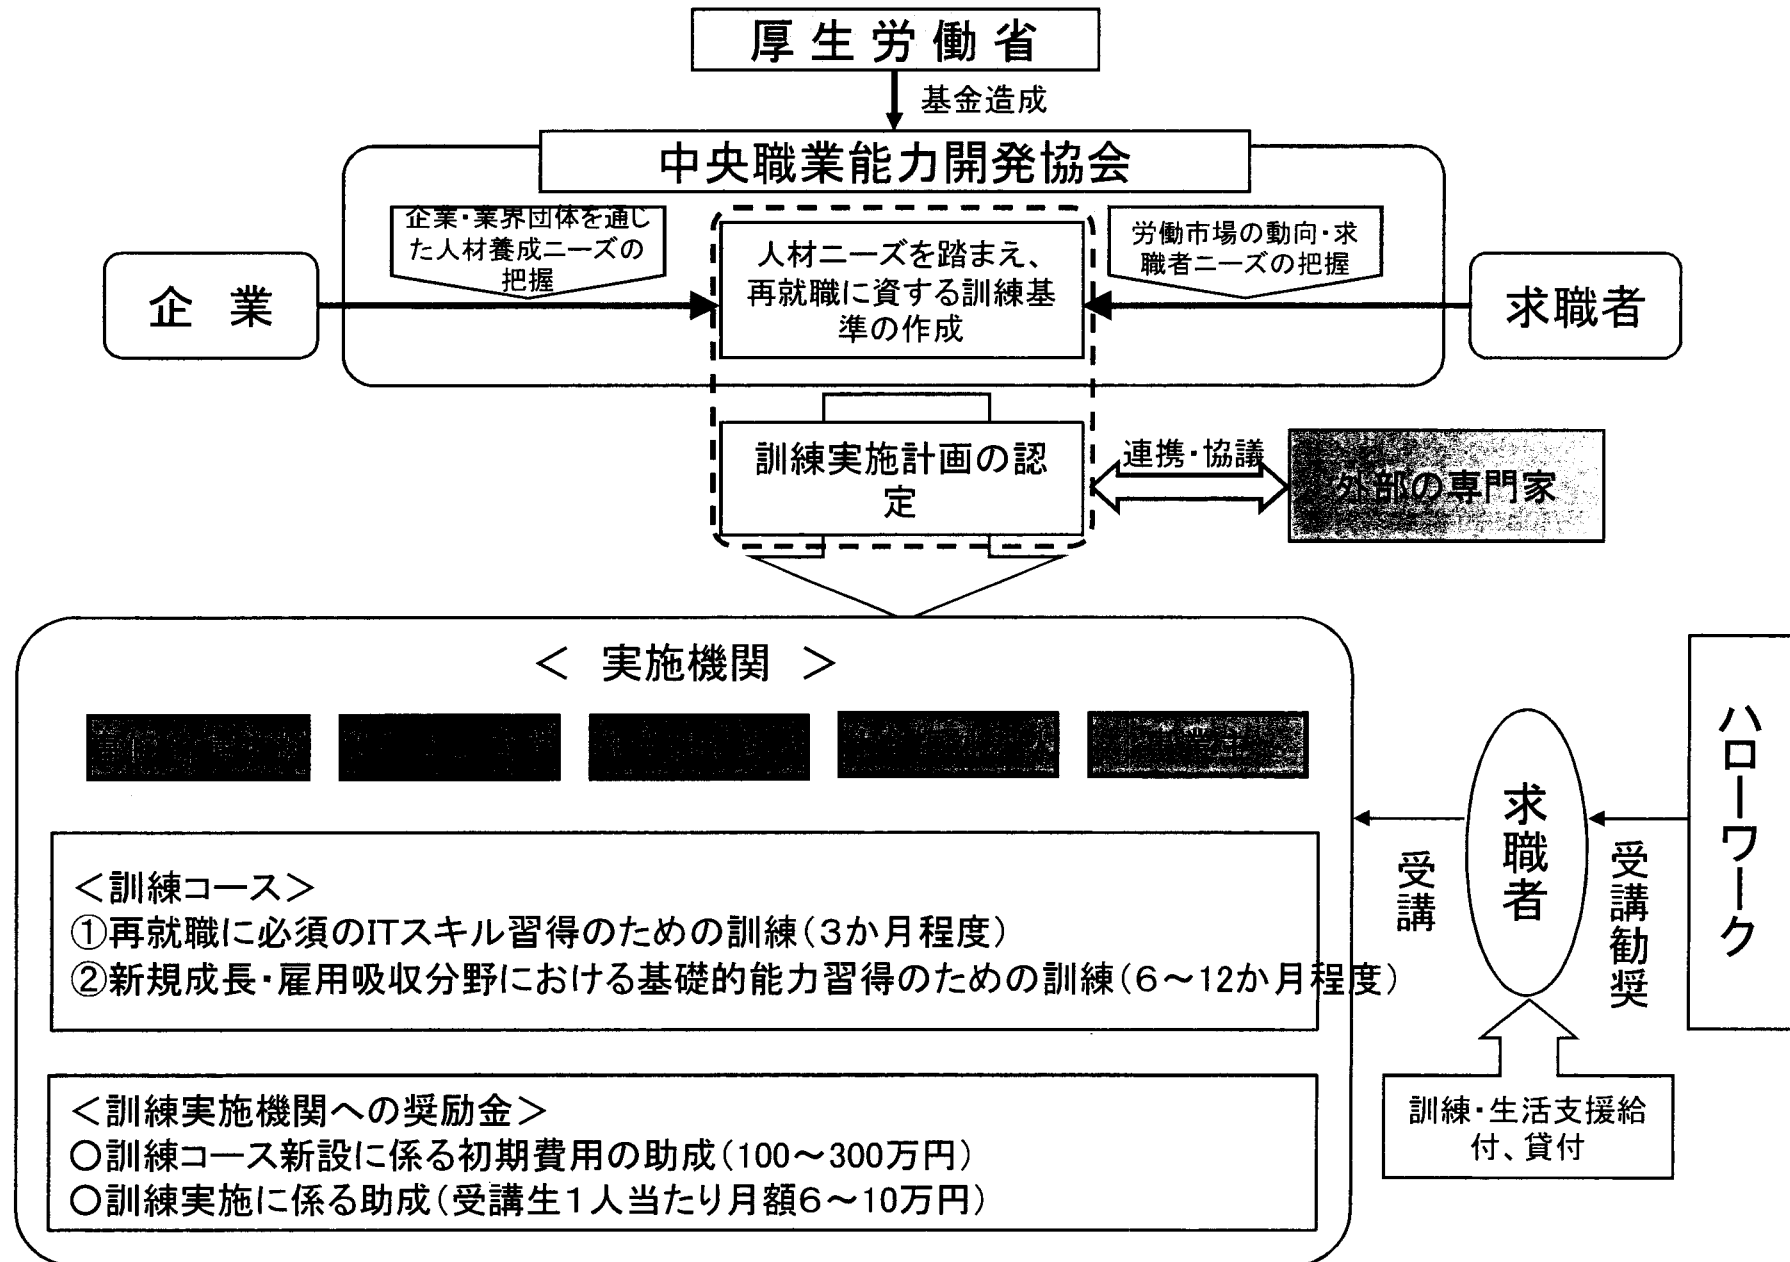 厚生労働省
基金造成
中央職業能力開発協会
企業・業界団体を通じ
た人材養成ニーズの
把握
人材ニーズを踏まえ、
再就職に資する訓練基
準の作成
労働市場の動向・求
職者ニーズの把握
企 業
求職者
訓練実施計画の認
定
連携・協議
外部の専門家
＜ 実施機関 ＞
＜訓練コース＞
①再就職に必須のITスキル習得のための訓練（３か月程度）
②新規成長・雇用吸収分野における基礎的能力習得のための訓練（６～12か月程度）
＜訓練実施機関への奨励金＞
○訓練コース新設に係る初期費用の助成（100～300万円）
○訓練実施に係る助成（受講生１人当たり月額６～10万円）
受講
求職者
受講勧奨
ハローワーク
訓練・生活支援給
付、貸付